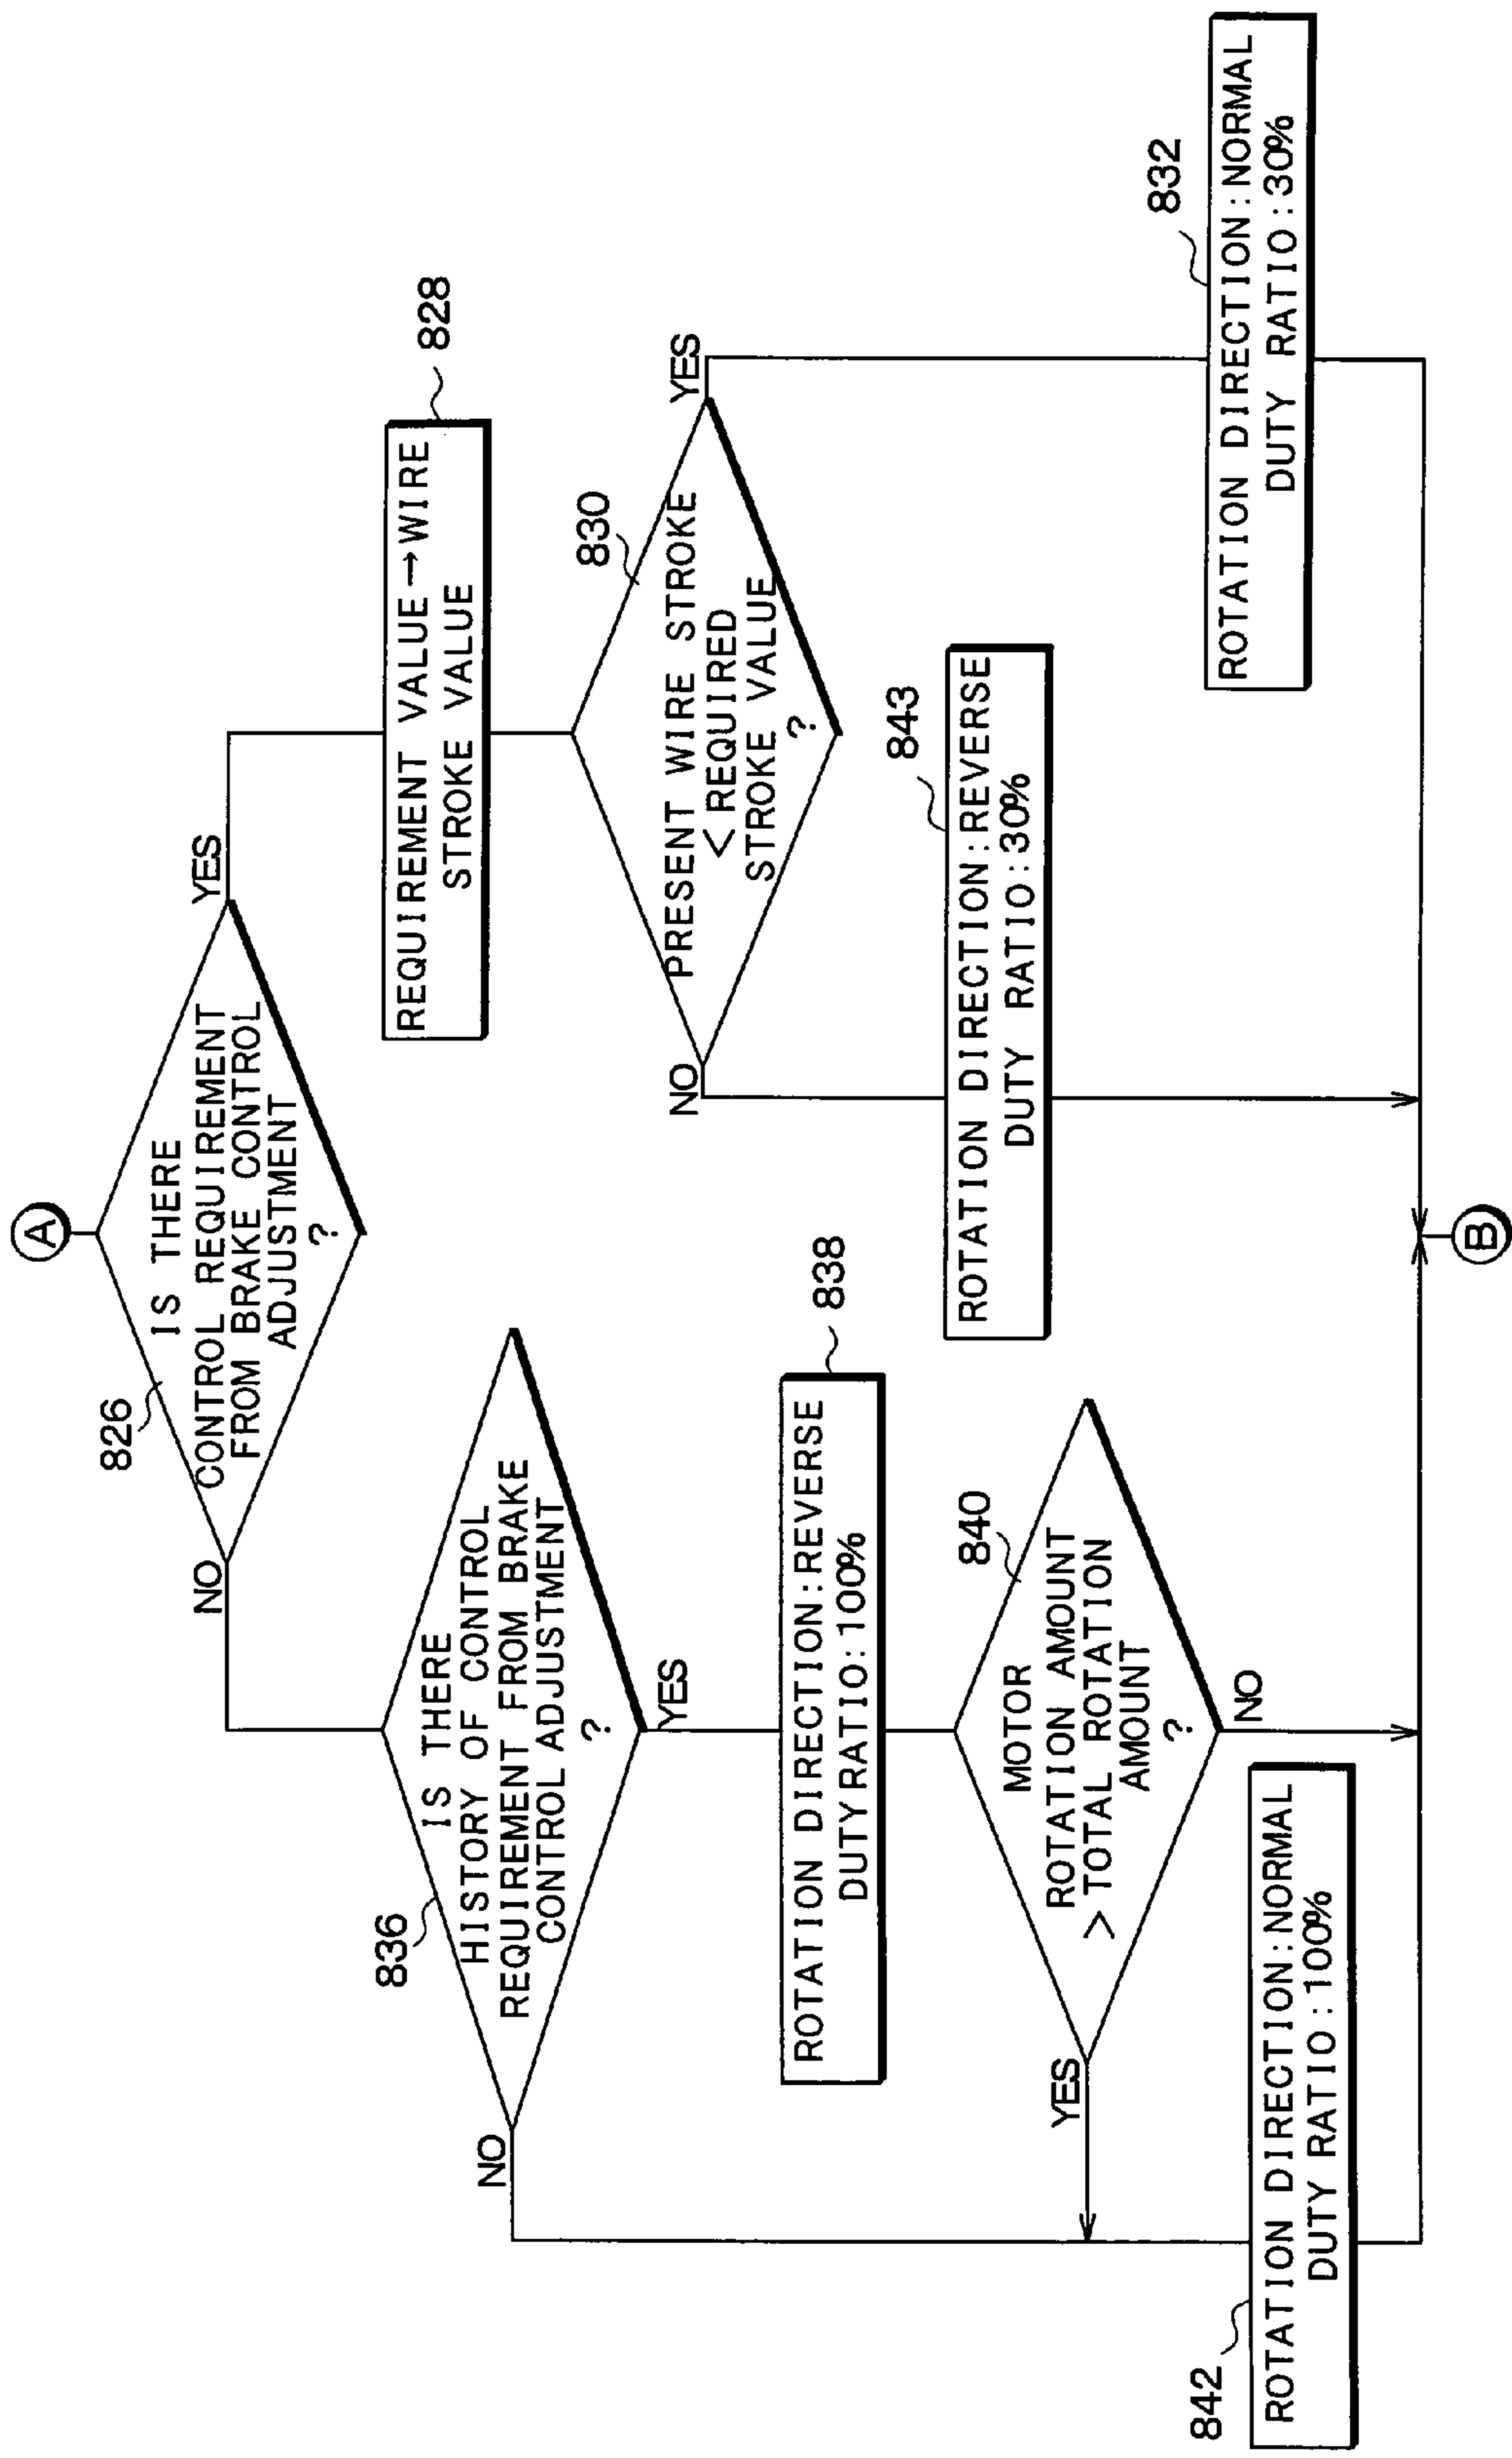 A
826
IS THERE
CONTROL REQUIREMENT
FROM BRAKE CONTROL
ADJUSTMENT
?
NO
YES
836
IS THERE
HISTORY OF CONTROL
REQUIREMENT FROM BRAKE
CONTROL ADJUSTMENT
?
NO
YES
828
REQUIREMENT VALUE→WIRE
STROKE VALUE
830
PRESENT WIRE STROKE
< REQUIRED
STROKE VALUE
?
NO
YES
838
ROTATION DIRECTION:REVERSE
DUTY RATIO:100%
843
ROTATION DIRECTION:REVERSE
DUTY RATIO:30%
840
MOTOR
ROTATION AMOUNT
> TOTAL ROTATION
AMOUNT
?
YES
NO
832
ROTATION DIRECTION:NORMAL
DUTY RATIO:30%
842
ROTATION DIRECTION:NORMAL
DUTY RATIO:100%
B